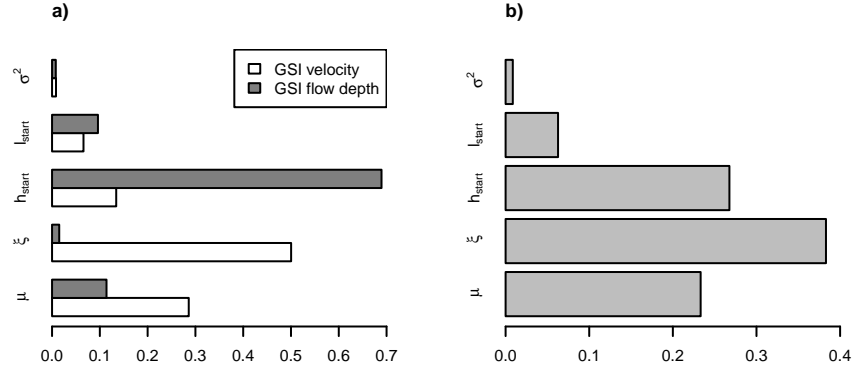 a)
GSI velocity
GSI flow depth
σ²
l_start
h_start
ξ
μ
0.0 0.1 0.2 0.3 0.4 0.5 0.6 0.7
b)
σ²
l_start
h_start
ξ
μ
0.0 0.1 0.2 0.3 0.4